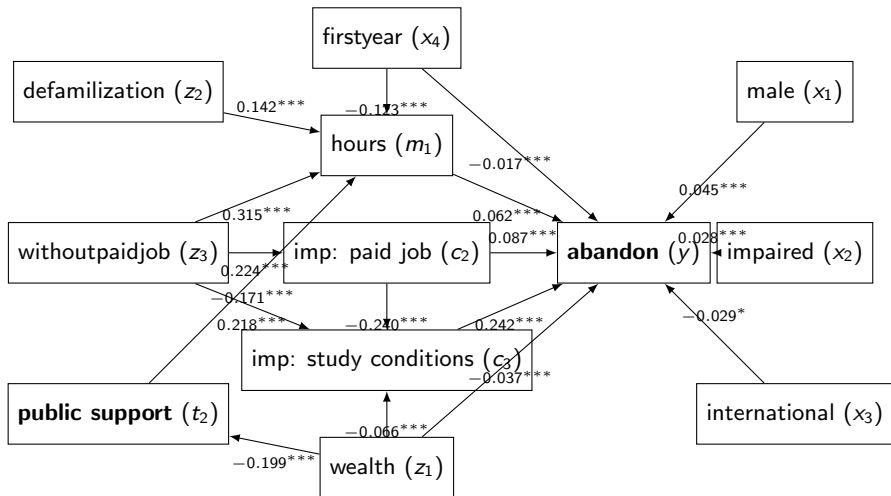 firstyear (x₄)
defamilization (z₂)
male (x₁)
0.142***
−0.123***
hours (m₁)
−0.017***
0.045***
0.315***
0.062***
withoutpaidjob (z₃)
imp: paid job (c₂)
0.087***
abandon (y)
0.028***
impaired (x₂)
0.224***
−0.171***
0.218***
−0.240***
0.242***
−0.029*
imp: study conditions (c₃)
−0.037***
public support (t₂)
international (x₃)
−0.066***
−0.199***
wealth (z₁)